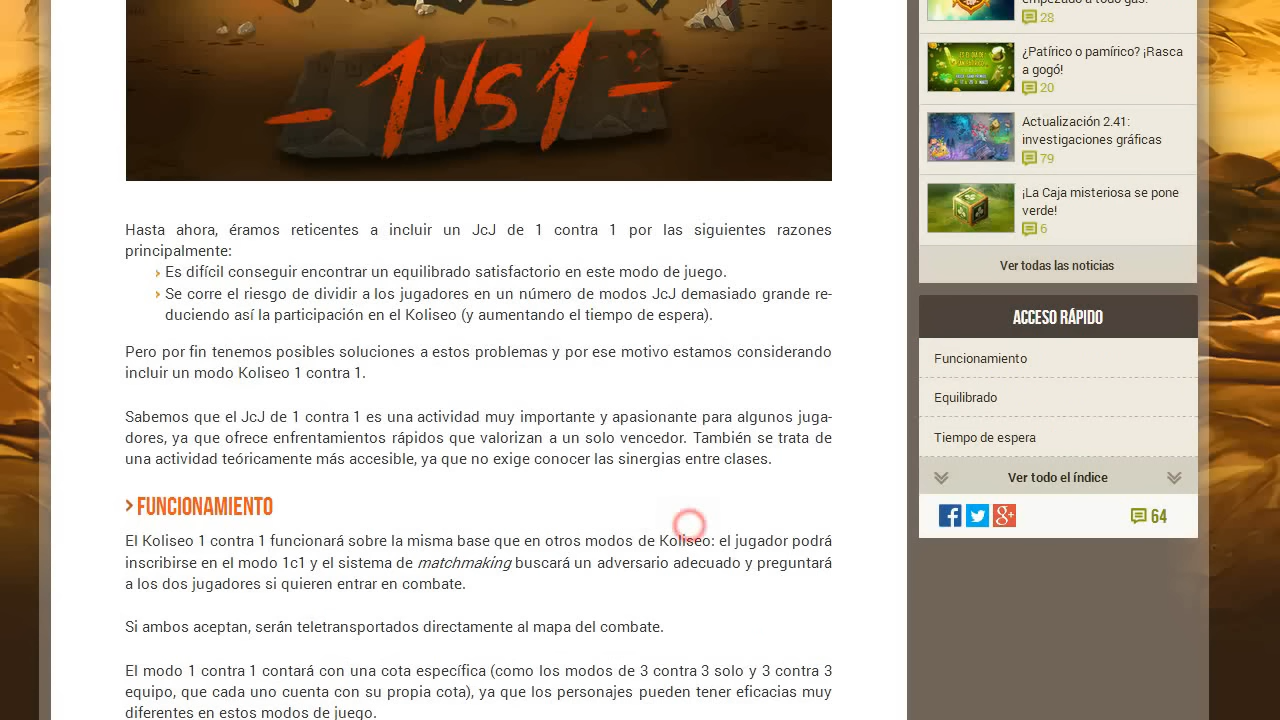 - 1 VS 1 -
Hasta ahora, éramos reticentes a incluir un JcJ de 1 contra 1 por las siguientes razones
principalmente:
› Es difícil conseguir encontrar un equilibrado satisfactorio en este modo de juego.
› Se corre el riesgo de dividir a los jugadores en un número de modos JcJ demasiado grande re-
duciendo así la participación en el Koliseo (y aumentando el tiempo de espera).
Pero por fin tenemos posibles soluciones a estos problemas y por ese motivo estamos considerando
incluir un modo Koliseo 1 contra 1.
Sabemos que el JcJ de 1 contra 1 es una actividad muy importante y apasionante para algunos juga-
dores, ya que ofrece enfrentamientos rápidos que valorizan a un solo vencedor. También se trata de
una actividad teóricamente más accesible, ya que no exige conocer las sinergias entre clases.
› FUNCIONAMIENTO
El Koliseo 1 contra 1 funcionará sobre la misma base que en otros modos de Koliseo: el jugador podrá
inscribirse en el modo 1c1 y el sistema de matchmaking buscará un adversario adecuado y preguntará
a los dos jugadores si quieren entrar en combate.
Si ambos aceptan, serán teletransportados directamente al mapa del combate.
El modo 1 contra 1 contará con una cota específica (como los modos de 3 contra 3 solo y 3 contra 3
equipo, que cada uno cuenta con su propia cota), ya que los personajes pueden tener eficacias muy
diferentes en estos modos de juego.
empezado a todo gas!
28
¿Patírico o pamírico? ¡Rasca
a gogó!
20
Actualización 2.41:
investigaciones gráficas
79
¡La Caja misteriosa se pone
verde!
6
Ver todas las noticias
ACCESO RÁPIDO
Funcionamiento
Equilibrado
Tiempo de espera
Ver todo el índice
64